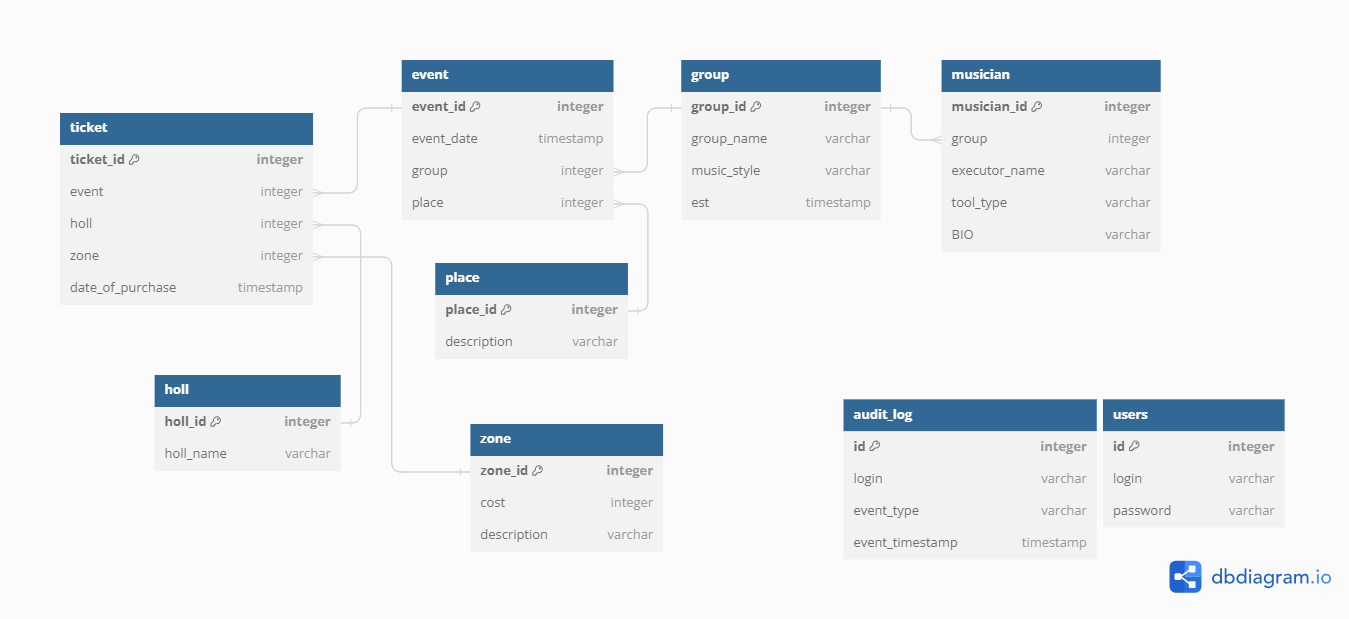 ticket
ticket_id integer
event integer
holl integer
zone integer
date_of_purchase timestamp
event
event_id integer
event_date timestamp
group integer
place integer
group
group_id integer
group_name varchar
music_style varchar
est timestamp
musician
musician_id integer
group integer
executor_name varchar
tool_type varchar
BIO varchar
place
place_id integer
description varchar
holl
holl_id integer
holl_name varchar
zone
zone_id integer
cost integer
description varchar
audit_log
id integer
login varchar
event_type varchar
event_timestamp timestamp
users
id integer
login varchar
password varchar
dbdiagram.io